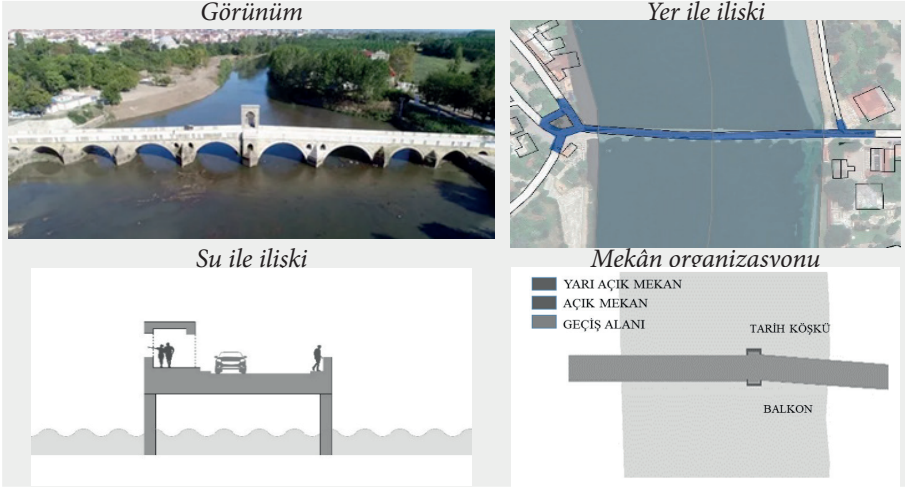 Görünüm
Yer ile ilişki
Su ile ilişki
Mekân organizasyonu
YARI AÇIK MEKAN
AÇIK MEKAN
GEÇİŞ ALANI
TARİH KÖŞKÜ
BALKON